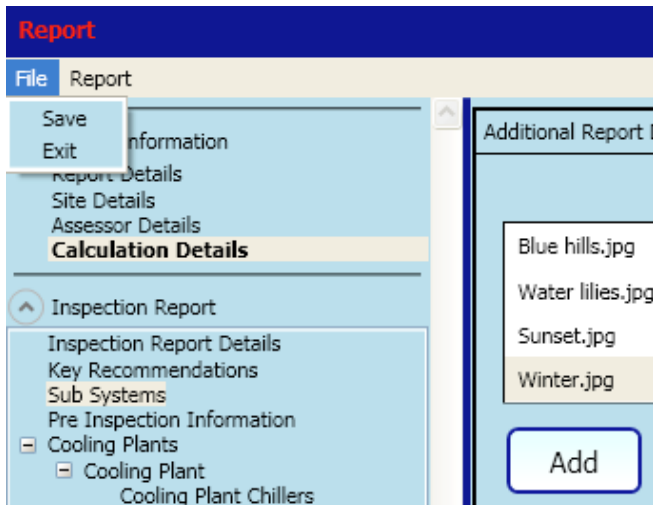 Report
File Report
Save
Exit
nformation
Report Details
Site Details
Assessor Details
Calculation Details
Inspection Report
Inspection Report Details
Key Recommendations
Sub Systems
Pre Inspection Information
Cooling Plants
Cooling Plant
Cooling Plant Chillers
Additional Report
Blue hills.jpg
Water lilies.jpg
Sunset.jpg
Winter.jpg
Add